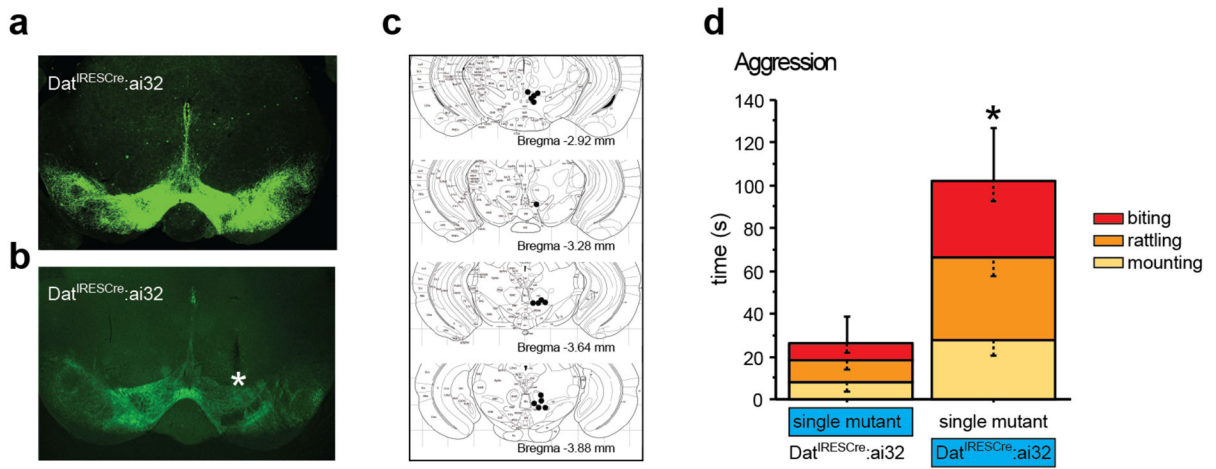 a
Dat^IRESCre:ai32
b
Dat^IRESCre:ai32
*
c
Bregma -2.92 mm
Bregma -3.28 mm
Bregma -3.64 mm
Bregma -3.88 mm
d
Aggression
*
140
120
100
80
60
40
20
0
time (s)
biting
rattling
mounting
single mutant single mutant
Dat^IRESCre:ai32 Dat^IRESCre:ai32